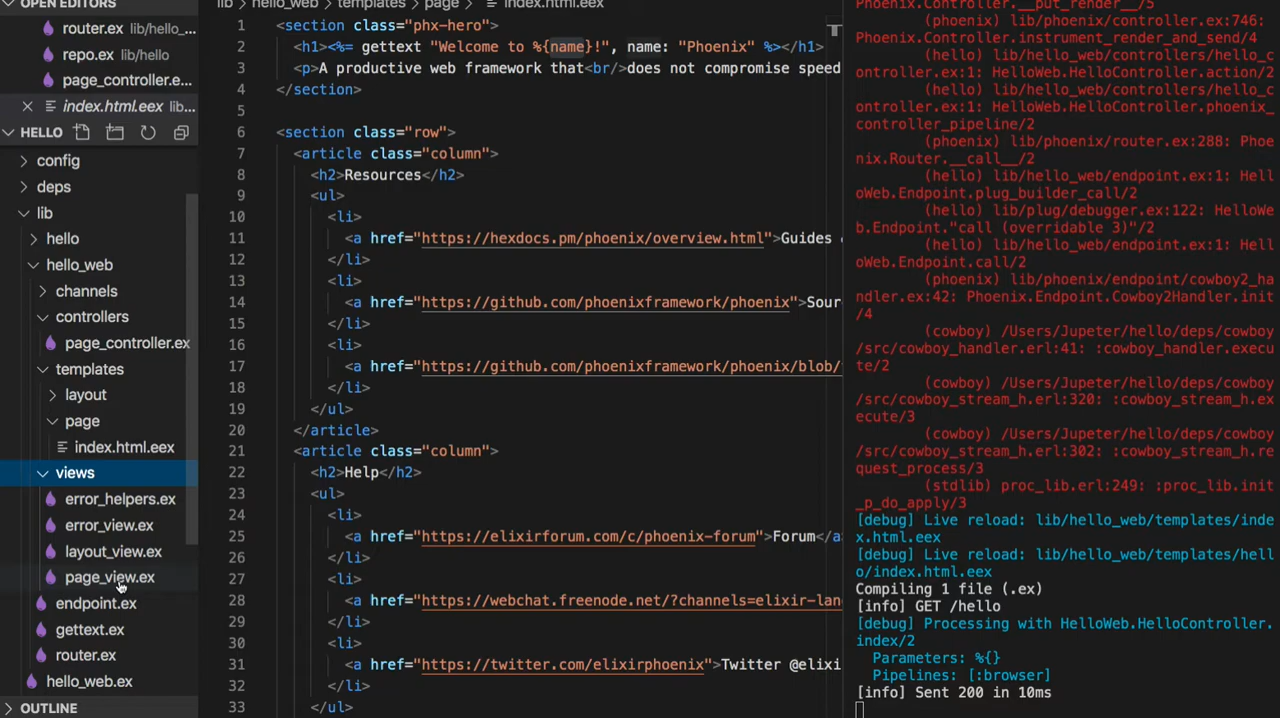 OPEN EDITORS
router.ex lib/hello_...
repo.ex lib/hello
page_controller.e...
index.html.eex lib...
HELLO
config
deps
lib
hello
hello_web
channels
controllers
page_controller.ex
templates
layout
page
index.html.eex
views
error_helpers.ex
error_view.ex
layout_view.ex
page_view.ex
endpoint.ex
gettext.ex
router.ex
hello_web.ex
OUTLINE
lib hello_web templates page index.html.eex
1 <section class="phx-hero">
2 <h1><%= gettext "Welcome to %{name}!", name: "Phoenix" %></h1>
3 <p>A productive web framework that<br/>does not compromise speed
4 </section>
5
6 <section class="row">
7 <article class="column">
8 <h2>Resources</h2>
9 <ul>
10 <li>
11 <a href="https://hexdocs.pm/phoenix/overview.html">Guides
12 </li>
13 <li>
14 <a href="https://github.com/phoenixframework/phoenix">Sour
15 </li>
16 <li>
17 <a href="https://github.com/phoenixframework/phoenix/blob/
18 </li>
19 </ul>
20 </article>
21 <article class="column">
22 <h2>Help</h2>
23 <ul>
24 <li>
25 <a href="https://elixirforum.com/c/phoenix-forum">Forum</a
26 </li>
27 <li>
28 <a href="https://webchat.freenode.net/?channels=elixir-lan
29 </li>
30 <li>
31 <a href="https://twitter.com/elixirphoenix">Twitter @elixi
32 </li>
33 </ul>
Phoenix.Controller.__put_render__/5
(phoenix) lib/phoenix/controller.ex:746:
Phoenix.Controller.instrument_render_and_send/4
(hello) lib/hello_web/controllers/hello_c
ontroller.ex:1: HelloWeb.HelloController.action/2
(hello) lib/hello_web/controllers/hello_c
ontroller.ex:1: HelloWeb.HelloController.phoenix_
controller_pipeline/2
(phoenix) lib/phoenix/router.ex:288: Phoe
nix.Router.__call__/2
(hello) lib/hello_web/endpoint.ex:1: Hell
oWeb.Endpoint.plug_builder_call/2
(hello) lib/plug/debugger.ex:122: HelloWe
b.Endpoint."call (overridable 3)"/2
(hello) lib/hello_web/endpoint.ex:1: Hell
oWeb.Endpoint.call/2
(phoenix) lib/phoenix/endpoint/cowboy2_ha
ndler.ex:42: Phoenix.Endpoint.Cowboy2Handler.init
/4
(cowboy) /Users/Jupeter/hello/deps/cowboy
/src/cowboy_handler.erl:41: :cowboy_handler.execu
te/2
(cowboy) /Users/Jupeter/hello/deps/cowboy
/src/cowboy_stream_h.erl:320: :cowboy_stream_h.ex
ecute/3
(cowboy) /Users/Jupeter/hello/deps/cowboy
/src/cowboy_stream_h.erl:302: :cowboy_stream_h.re
quest_process/3
(stdlib) proc_lib.erl:249: :proc_lib.init
_p_do_apply/3
[debug] Live reload: lib/hello_web/templates/inde
x.html.eex
[debug] Live reload: lib/hello_web/templates/hell
o/index.html.eex
Compiling 1 file (.ex)
[info] GET /hello
[debug] Processing with HelloWeb.HelloController.
index/2
Parameters: %{}
Pipelines: [:browser]
[info] Sent 200 in 10ms